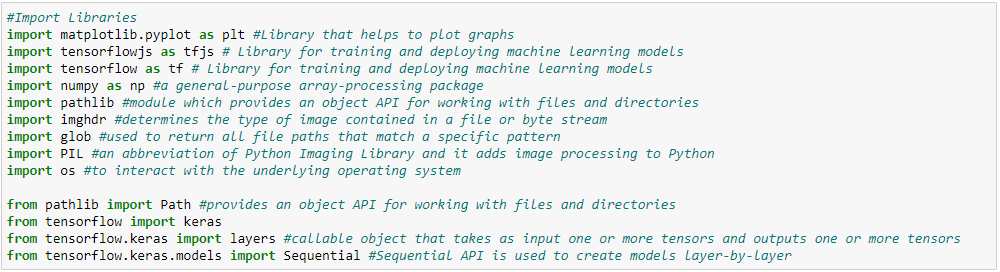 #Import Libraries
import matplotlib.pyplot as plt #Library that helps to plot graphs
import tensorflowjs as tfjs # Library for training and deploying machine learning models
import tensorflow as tf # Library for training and deploying machine learning models
import numpy as np #a general-purpose array-processing package
import pathlib #module which provides an object API for working with files and directories
import imghdr #determines the type of image contained in a file or byte stream
import glob #used to return all file paths that match a specific pattern
import PIL #an abbreviation of Python Imaging Library and it adds image processing to Python
import os #to interact with the underlying operating system
from pathlib import Path #provides an object API for working with files and directories
from tensorflow import keras
from tensorflow.keras import layers #callable object that takes as input one or more tensors and outputs one or more tensors
from tensorflow.keras.models import Sequential #Sequential API is used to create models layer-by-layer